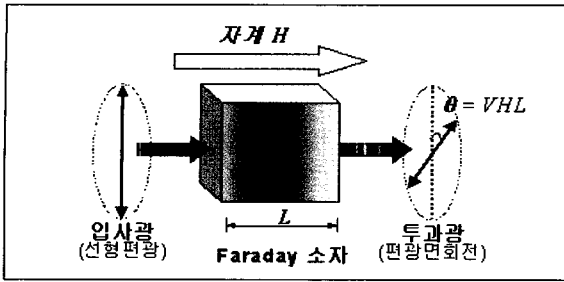 자계 H
θ = VHL
L
입사광
(선형편광)
Faraday 소자
투과광
(편광면회전)